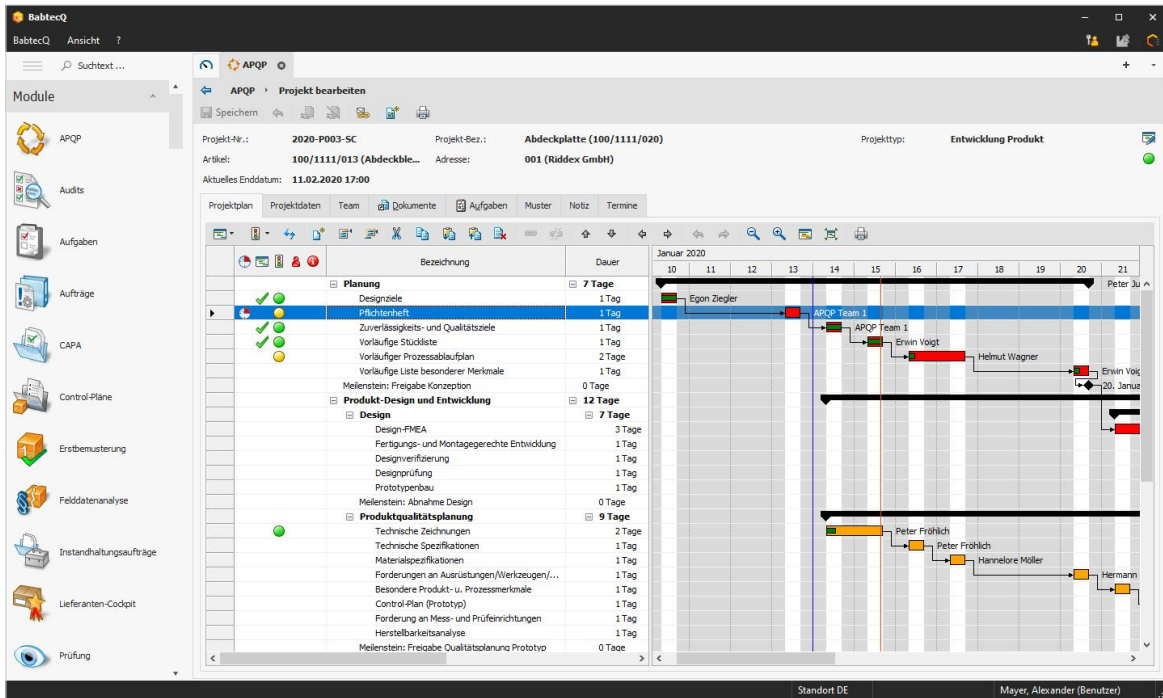 BabtecQ
BabtecQ Ansicht ?
Suchtext ...
APQP
Module
APQP
Audits
Aufgaben
Aufträge
CAPA
Control-Pläne
Erstbemusterung
Felddatenanalyse
Instandhaltungsaufträge
Lieferanten-Cockpit
Prüfung
APQP Projekt bearbeiten
Speichern
Projekt-Nr.: 2020-P003-SC Projekt-Bez.: Abdeckplatte (100/1111/020) Projekttyp: Entwicklung Produkt
Artikel: 100/1111/013 (Abdeckble... Adresse: 001 (Riddex GmbH)
Aktuelles Enddatum: 11.02.2020 17:00
Projektplan Projektdaten Team Dokumente Aufgaben Muster Notiz Termine
Bezeichnung Dauer
Januar 2020
10 11 12 13 14 15 16 17 18 19 20 21
Planung 7 Tage Peter Ju
Designziele 1 Tag Egon Ziegler
Pflichtenheft 1 Tag APQP Team 1
Zuverlässigkeits- und Qualitätsziele 1 Tag APQP Team 1
Vorläufige Stückliste 1 Tag Erwin Voigt
Vorläufiger Prozessablaufplan 2 Tage Helmut Wagner
Vorläufige Liste besonderer Merkmale 1 Tag Erwin Voig
Meilenstein: Freigabe Konzeption 0 Tage 20. Janua
Produkt-Design und Entwicklung 12 Tage
Design 7 Tage
Design-FMEA 3 Tage
Fertigungs- und Montagegerechte Entwicklung 1 Tag
Designverifizierung 1 Tag
Designprüfung 1 Tag
Prototypenbau 1 Tag
Meilenstein: Abnahme Design 0 Tage
Produktqualitätsplanung 9 Tage
Technische Zeichnungen 2 Tage Peter Fröhlich
Technische Spezifikationen 1 Tag Peter Fröhlich
Materialspezifikationen 1 Tag Hannelore Möller
Forderungen an Ausrüstungen/Werkzeugen/... 1 Tag Hermann
Besondere Produkt- u. Prozessmerkmale 1 Tag
Control-Plan (Prototyp) 1 Tag
Forderung an Mess- und Prüfeinrichtungen 1 Tag
Herstellbarkeitsanalyse 1 Tag
Meilenstein: Freigabe Qualitätsplanung Prototyp 0 Tage
Standort DE Mayer, Alexander (Benutzer)